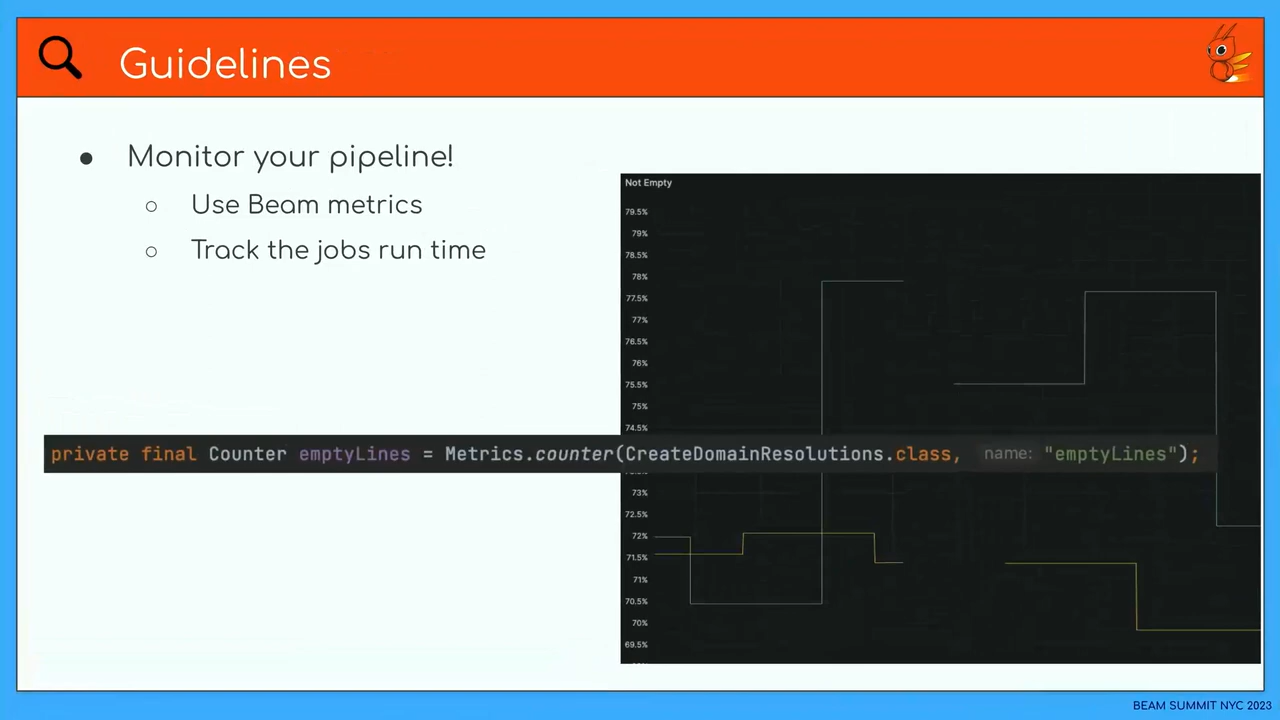 Guidelines
● Monitor your pipeline!
○ Use Beam metrics
○ Track the jobs run time
Not Empty
79.5%
79%
78.5%
78%
77.5%
77%
76.5%
76%
75.5%
75%
74.5%
private final Counter emptyLines = Metrics.counter(CreateDomainResolutions.class, name: "emptyLines");
73%
72.5%
72%
71.5%
71%
70.5%
70%
69.5%
BEAM SUMMIT NYC 2023